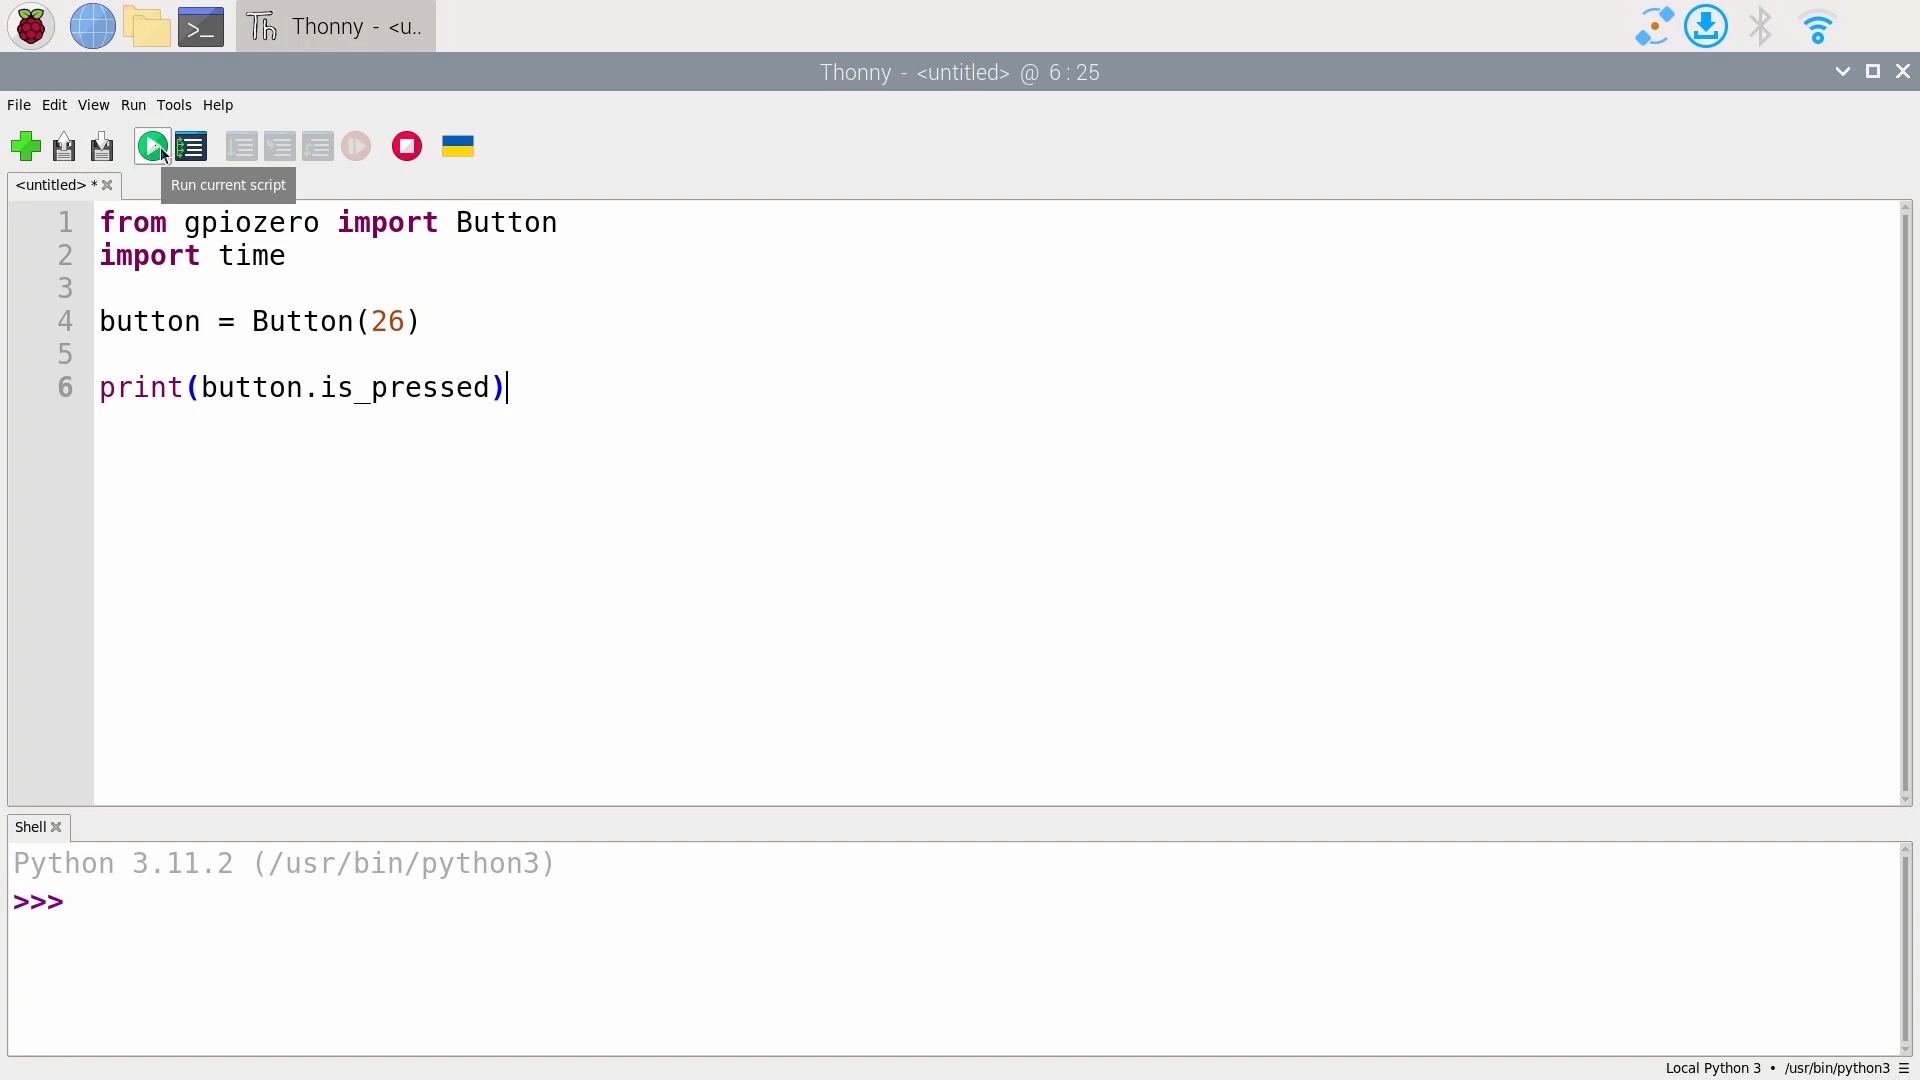 Thonny - <u..
Thonny - <untitled> @ 6 : 25
File Edit View Run Tools Help
<untitled> *
Run current script
1 from gpiozero import Button
2 import time
3
4 button = Button(26)
5
6 print(button.is_pressed)
Shell
Python 3.11.2 (/usr/bin/python3)
>>>
Local Python 3 • /usr/bin/python3 ☰